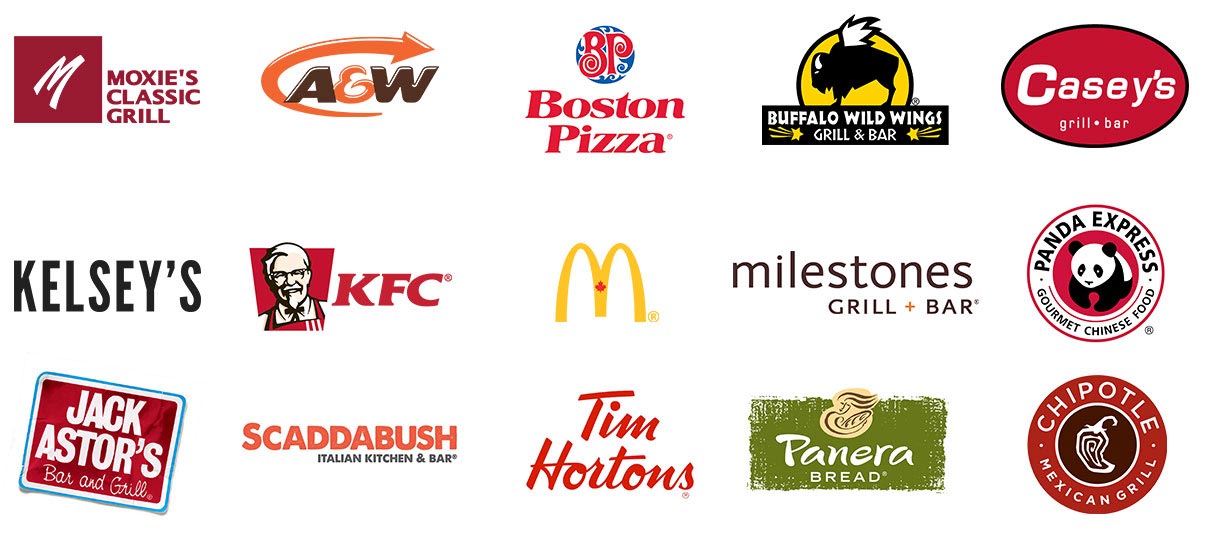 M
MOXIE'S
CLASSIC
GRILL
A&W
BP
Boston
Pizza®
BUFFALO WILD WINGS®
GRILL & BAR
Casey's
grill • bar
KELSEY'S
KFC®
M®
milestones
GRILL + BAR®
PANDA EXPRESS
GOURMET CHINESE FOOD
®
JACK
ASTOR'S
Bar and Grill®
SCADDABUSH
ITALIAN KITCHEN & BAR®
Tim
Hortons®
Panera
BREAD®
CHIPOTLE
MEXICAN GRILL